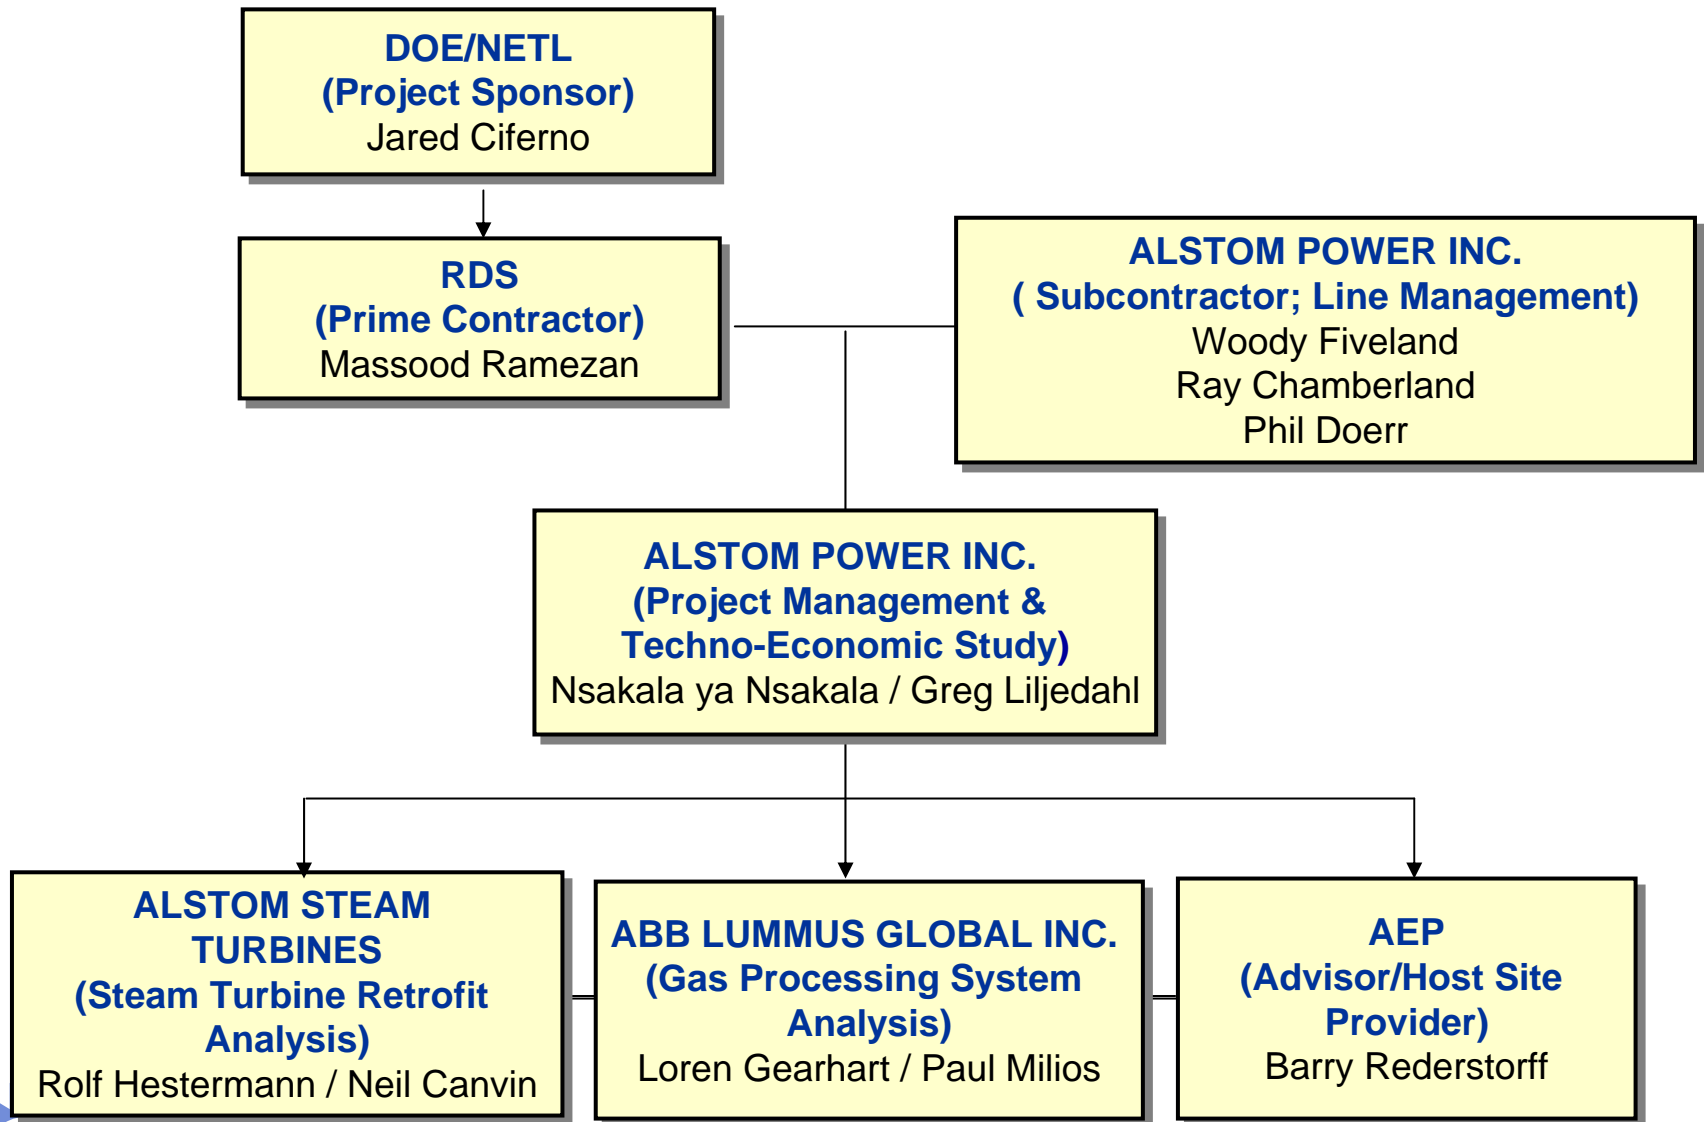 DOE/NETL
(Project Sponsor)
Jared Ciferno
RDS
(Prime Contractor)
Massood Ramezan
ALSTOM POWER INC.
( Subcontractor; Line Management)
Woody Fiveland
Ray Chamberland
Phil Doerr
ALSTOM POWER INC.
(Project Management &
Techno-Economic Study)
Nsakala ya Nsakala / Greg Liljedahl
ALSTOM STEAM
TURBINES
(Steam Turbine Retrofit
Analysis)
Rolf Hestermann / Neil Canvin
ABB LUMMUS GLOBAL INC.
(Gas Processing System
Analysis)
Loren Gearhart / Paul Milios
AEP
(Advisor/Host Site
Provider)
Barry Rederstorff